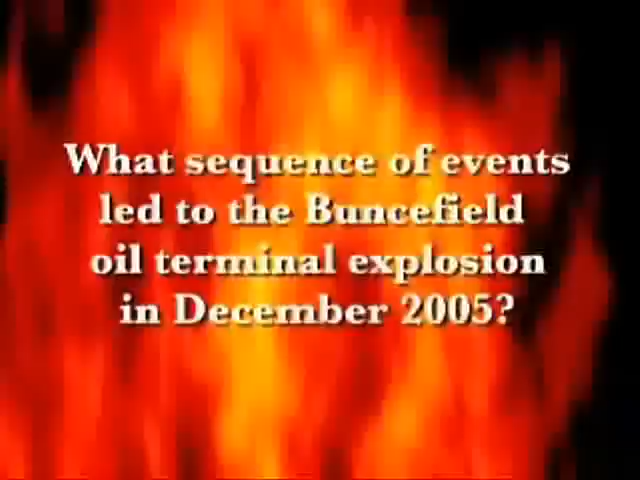 What sequence of events
led to the Buncefield
oil terminal explosion
in December 2005?